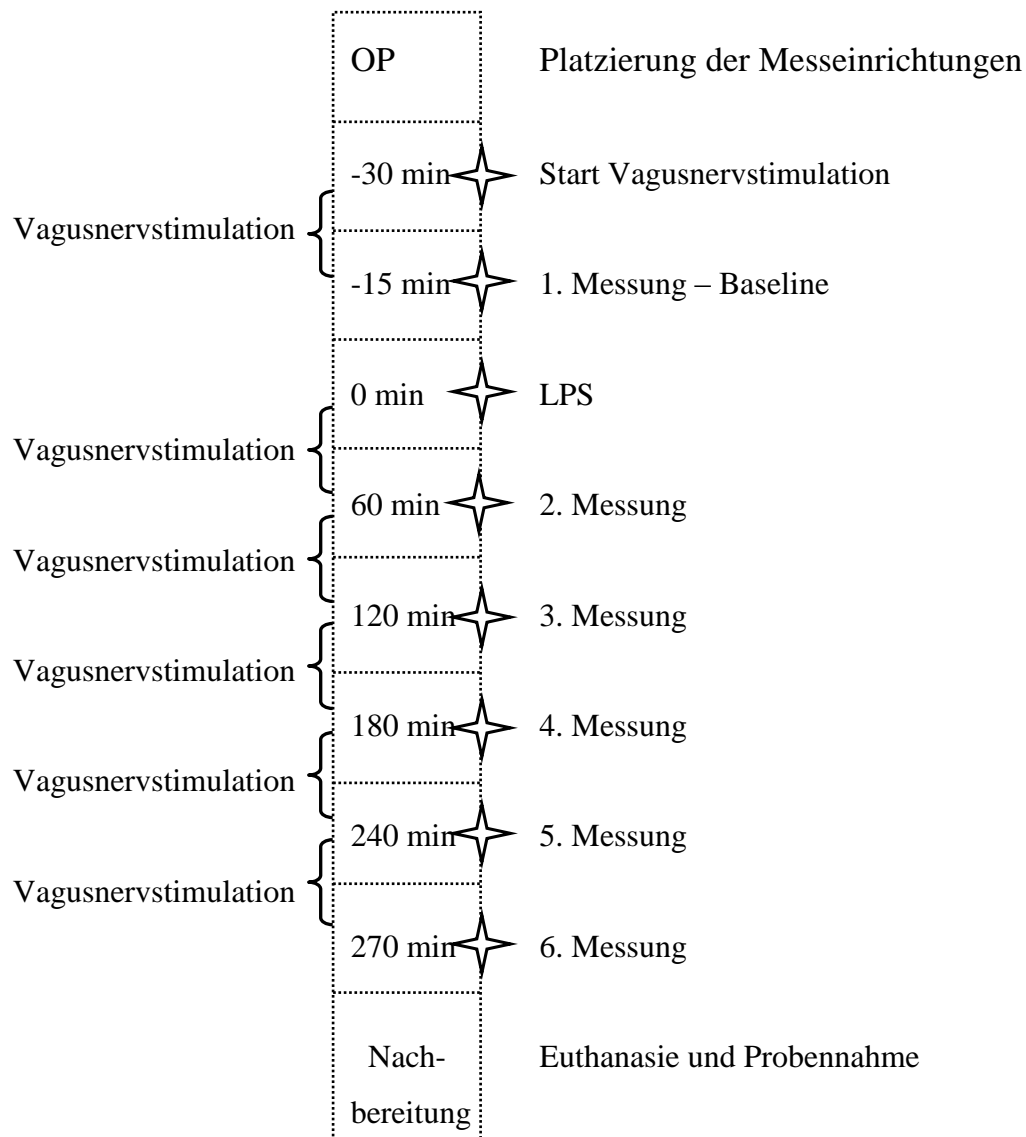 OP Platzierung der Messeinrichtungen
-30 min Start Vagusnervstimulation
Vagusnervstimulation
-15 min 1. Messung – Baseline
0 min LPS
Vagusnervstimulation
60 min 2. Messung
Vagusnervstimulation
120 min 3. Messung
Vagusnervstimulation
180 min 4. Messung
Vagusnervstimulation
240 min 5. Messung
Vagusnervstimulation
270 min 6. Messung
Nach- Euthanasie und Probennahme
bereitung